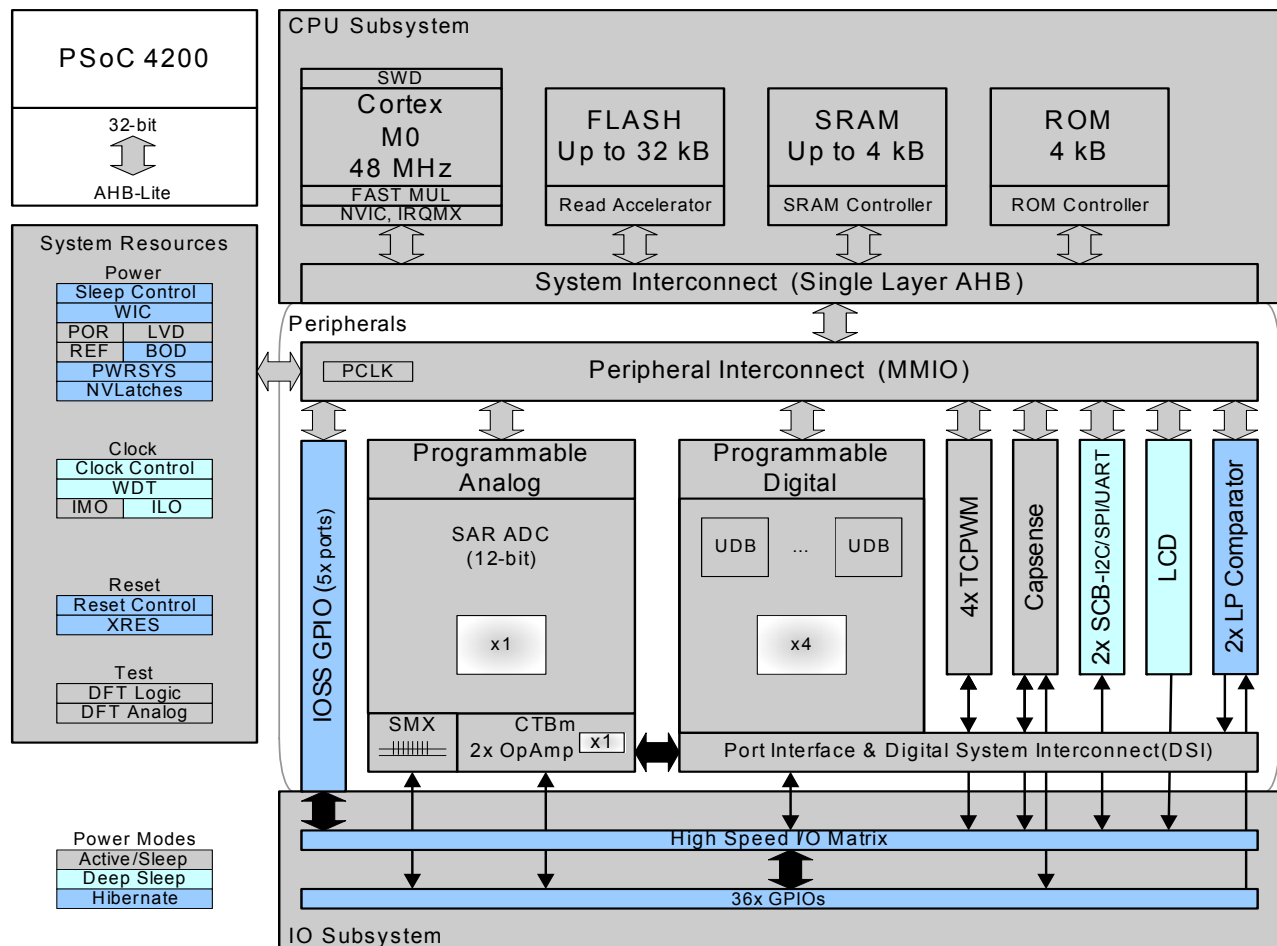 PSoC 4200
32-bit
AHB-Lite
CPU Subsystem
SWD
Cortex
M0
48 MHz
FAST MUL
NVIC, IRQMX
FLASH
Up to 32 kB
Read Accelerator
SRAM
Up to 4 kB
SRAM Controller
ROM
4 kB
ROM Controller
System Interconnect (Single Layer AHB)
System Resources
Power
Sleep Control
WIC
POR LVD
REF BOD
PWRSYS
NVLatches
Clock
Clock Control
WDT
IMO ILO
Reset
Reset Control
XRES
Test
DFT Logic
DFT Analog
Peripherals
PCLK
Peripheral Interconnect (MMIO)
IOSS GPIO (5x ports)
Programmable
Analog
SAR ADC
(12-bit)
x1
SMX
CTBm
2x OpAmp
x1
Programmable
Digital
UDB ... UDB
x4
4x TCPWM
Capsense
2x SCB-I2C/SPI/UART
LCD
2x LP Comparator
Port Interface & Digital System Interconnect(DSI)
High Speed I/O Matrix
36x GPIOs
IO Subsystem
Power Modes
Active/Sleep
Deep Sleep
Hibernate